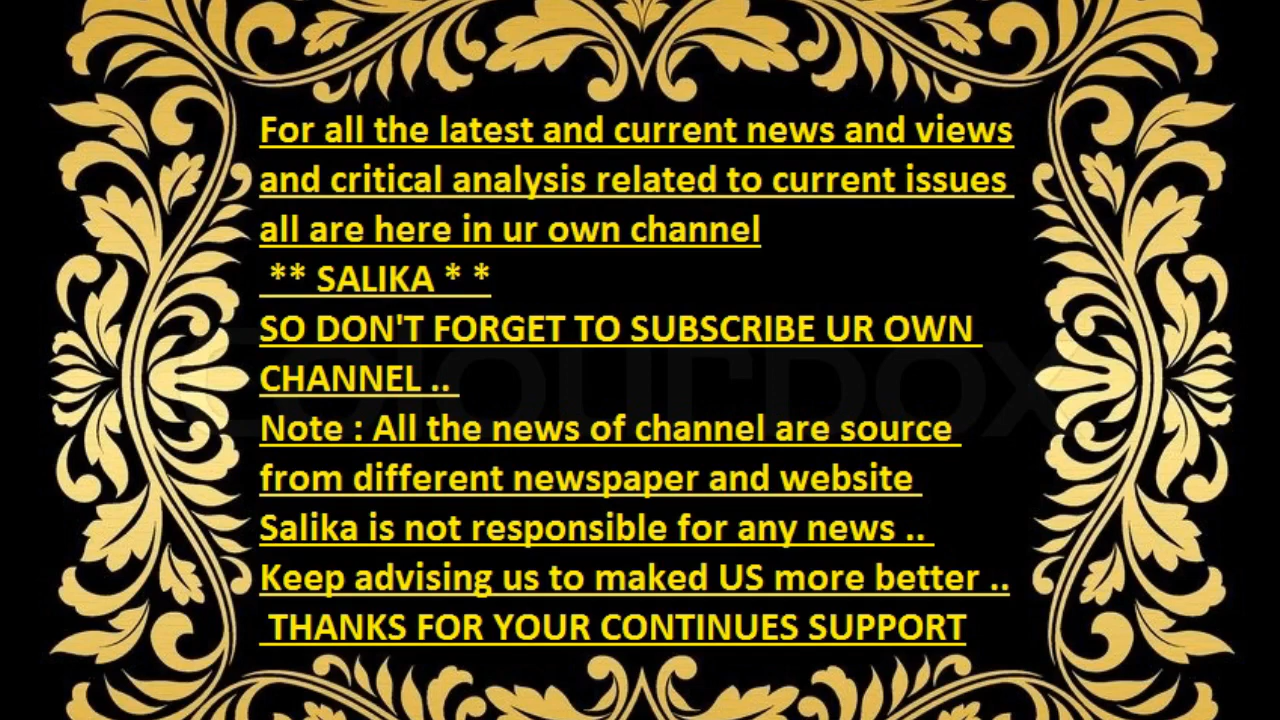 For all the latest and current news and views
and critical analysis related to current issues
all are here in ur own channel
** SALIKA * *
SO DON'T FORGET TO SUBSCRIBE UR OWN
CHANNEL ..
Note : All the news of channel are source
from different newspaper and website
Salika is not responsible for any news ..
Keep advising us to maked US more better ..
THANKS FOR YOUR CONTINUES SUPPORT